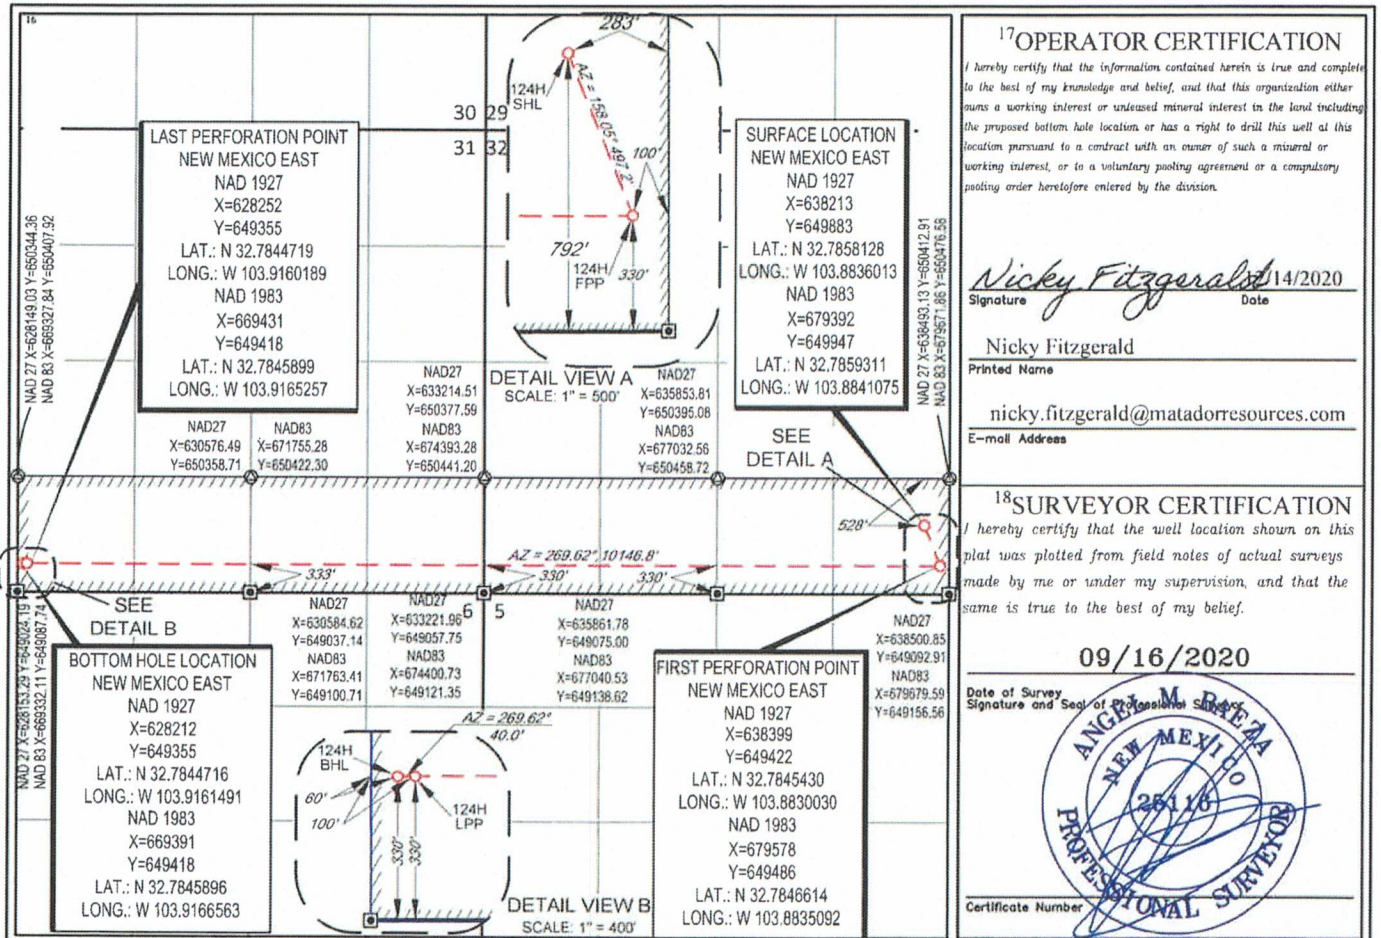 16
30 29
31 32
LAST PERFORATION POINT
NEW MEXICO EAST
NAD 1927
X=628252
Y=649355
LAT.: N 32.7844719
LONG.: W 103.9160189
NAD 1983
X=669431
Y=649418
LAT.: N 32.7845899
LONG.: W 103.9165257
283'
124H
SHL
AZ = 158.05° 497.2'
100'
792'
124H
FPP
330'
DETAIL VIEW A
SCALE: 1" = 500'
SURFACE LOCATION
NEW MEXICO EAST
NAD 1927
X=638213
Y=649883
LAT.: N 32.7858128
LONG.: W 103.8836013
NAD 1983
X=679392
Y=649947
LAT.: N 32.7859311
LONG.: W 103.8841075
NAD 27 X=628149.03 Y=650344.36
NAD 83 X=669327.84 Y=650407.92
NAD27
X=630576.49
Y=650358.71
NAD83
X=671755.28
Y=650422.30
NAD27
X=633214.51
Y=650377.59
NAD83
X=674393.28
Y=650441.20
NAD27
X=635853.81
Y=650395.08
NAD83
X=677032.56
Y=650458.72
NAD 27 X=638493.13 Y=650412.91
NAD 83 X=679671.86 Y=650476.58
SEE
DETAIL A
528'
AZ = 269.62° 10146.8'
333'
330'
330'
SEE
DETAIL B
6 5
NAD 27 X=628153.29 Y=649024.19
NAD 83 X=669332.11 Y=649087.74
NAD27
X=630584.62
Y=649037.14
NAD83
X=671763.41
Y=649100.71
NAD27
X=633221.96
Y=649057.75
NAD83
X=674400.73
Y=649121.35
NAD27
X=635861.78
Y=649075.00
NAD83
X=677040.53
Y=649138.62
NAD27
X=638500.85
Y=649092.91
NAD83
X=679679.59
Y=649156.56
BOTTOM HOLE LOCATION
NEW MEXICO EAST
NAD 1927
X=628212
Y=649355
LAT.: N 32.7844716
LONG.: W 103.9161491
NAD 1983
X=669391
Y=649418
LAT.: N 32.7845896
LONG.: W 103.9166563
AZ = 269.62°
40.0'
124H
BHL
60'
100'
124H
LPP
330'
330'
DETAIL VIEW B
SCALE: 1" = 400'
FIRST PERFORATION POINT
NEW MEXICO EAST
NAD 1927
X=638399
Y=649422
LAT.: N 32.7845430
LONG.: W 103.8830030
NAD 1983
X=679578
Y=649486
LAT.: N 32.7846614
LONG.: W 103.8835092
17 OPERATOR CERTIFICATION
I hereby certify that the information contained herein is true and complete
to the best of my knowledge and belief, and that this organization either
owns a working interest or unleased mineral interest in the land including
the proposed bottom hole location or has a right to drill this well at this
location pursuant to a contract with an owner of such a mineral or
working interest, or to a voluntary pooling agreement or a compulsory
pooling order heretofore entered by the division.
Nicky Fitzgerald /14/2020
Signature Date
Nicky Fitzgerald
Printed Name
nicky.fitzgerald@matadorresources.com
E-mail Address
18 SURVEYOR CERTIFICATION
I hereby certify that the well location shown on this
plat was plotted from field notes of actual surveys
made by me or under my supervision, and that the
same is true to the best of my belief.
09/16/2020
Date of Survey
Signature and Seal of Professional Surveyor
ANGEL M. BAEZA
NEW MEXICO
25116
PROFESSIONAL SURVEYOR
Certificate Number